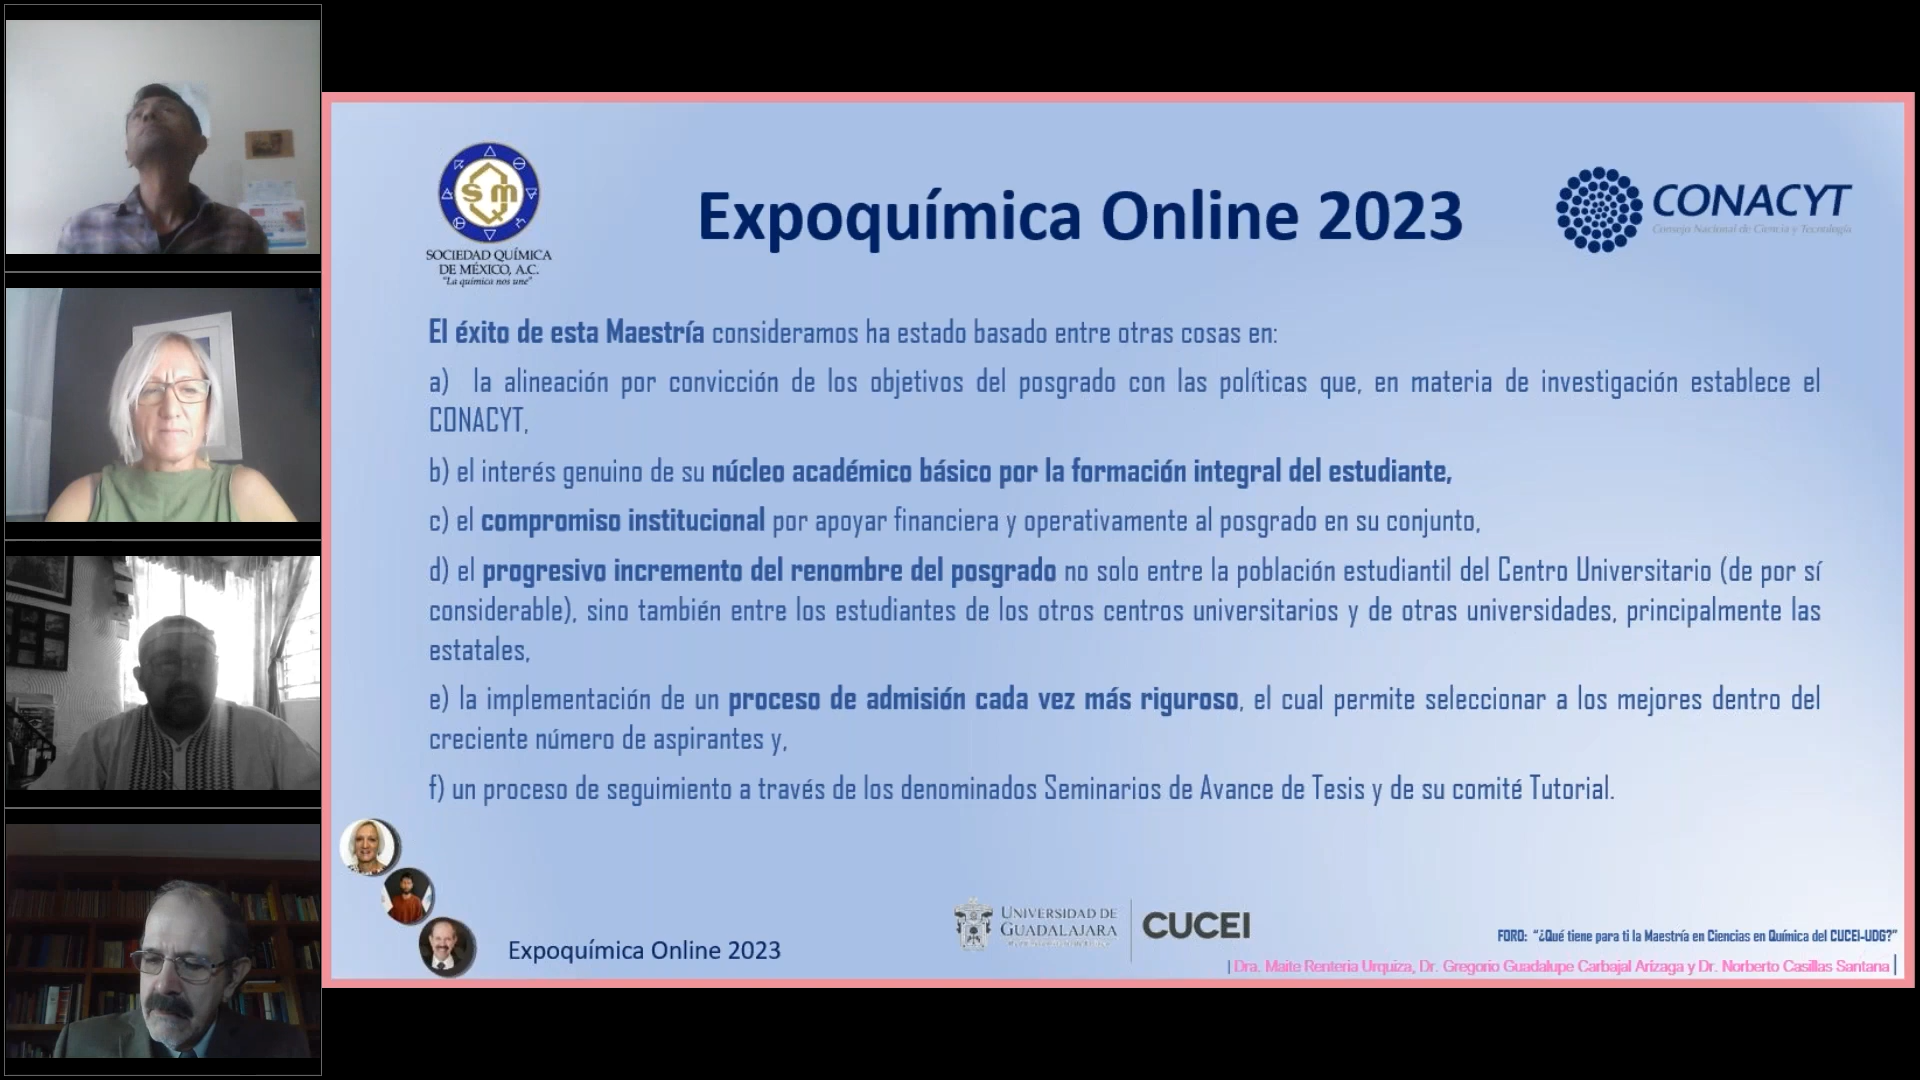 SQM
SOCIEDAD QUÍMICA
DE MÉXICO, A.C.
"La química nos une"
Expoquímica Online 2023
CONACYT
Consejo Nacional de Ciencia y Tecnología
El éxito de esta Maestría consideramos ha estado basado entre otras cosas en:
a) la alineación por convicción de los objetivos del posgrado con las políticas que, en materia de investigación establece el
CONACYT,
b) el interés genuino de su núcleo académico básico por la formación integral del estudiante,
c) el compromiso institucional por apoyar financiera y operativamente al posgrado en su conjunto,
d) el progresivo incremento del renombre del posgrado no solo entre la población estudiantil del Centro Universitario (de por sí
considerable), sino también entre los estudiantes de los otros centros universitarios y de otras universidades, principalmente las
estatales,
e) la implementación de un proceso de admisión cada vez más riguroso, el cual permite seleccionar a los mejores dentro del
creciente número de aspirantes y,
f) un proceso de seguimiento a través de los denominados Seminarios de Avance de Tesis y de su comité Tutorial.
Expoquímica Online 2023
UNIVERSIDAD DE
GUADALAJARA
CUCEI
FORO: "¿Qué tiene para ti la Maestría en Ciencias en Química del CUCEI-UDG?"
| Dra. Maite Renteria Urquiza, Dr. Gregorio Guadalupe Carbajal Arízaga y Dr. Norberto Casillas Santana |